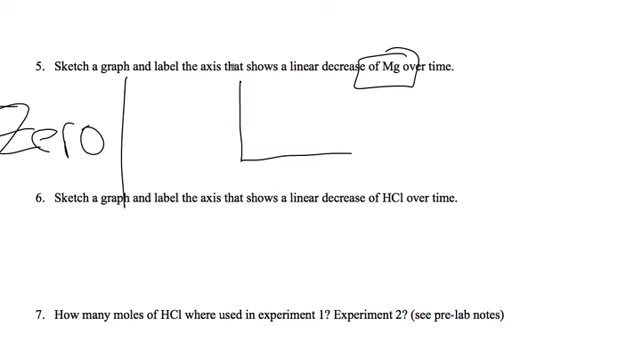 5. Sketch a graph and label the axis that shows a linear decrease of Mg over time.
Zero
6. Sketch a graph and label the axis that shows a linear decrease of HCl over time.
7. How many moles of HCl where used in experiment 1? Experiment 2? (see pre-lab notes)